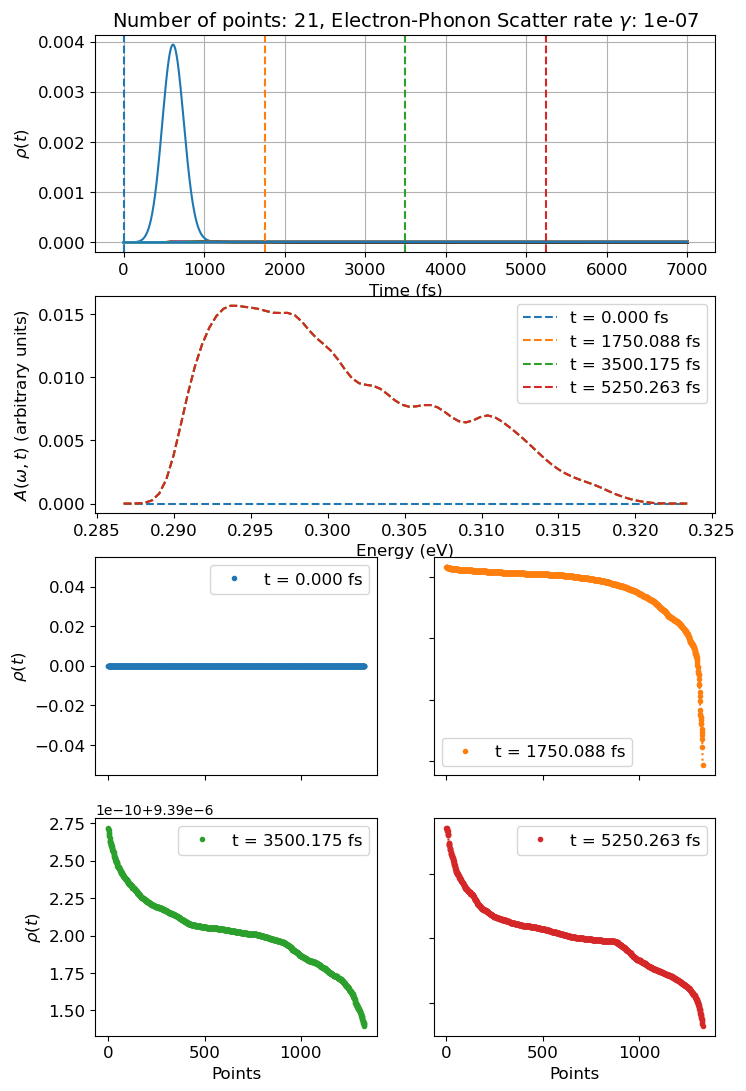 Number of points: 21, Electron-Phonon Scatter rate γ: 1e-07
ρ(t)
0.004
0.003
0.002
0.001
0.000
0 1000 2000 3000 4000 5000 6000 7000
Time (fs)
A(ω, t) (arbitrary units)
0.015
0.010
0.005
0.000
t = 0.000 fs
t = 1750.088 fs
t = 3500.175 fs
t = 5250.263 fs
0.285 0.290 0.295 0.300 0.305 0.310 0.315 0.320 0.325
Energy (eV)
ρ(t)
0.04
0.02
0.00
−0.02
−0.04
t = 0.000 fs
t = 1750.088 fs
1e-10+9.39e-6
ρ(t)
2.75
2.50
2.25
2.00
1.75
1.50
t = 3500.175 fs
0 500 1000
Points
t = 5250.263 fs
0 500 1000
Points